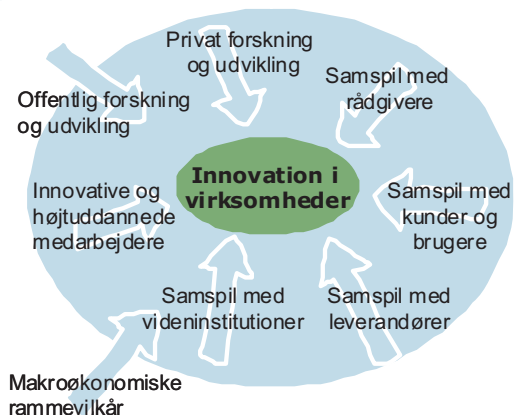 Privat forskning
og udvikling
Samspil med
rådgivere
Offentlig forskning
og udvikling
Innovation i
virksomheder
Innovative og
højtuddannede
medarbejdere
Samspil med
kunder og
brugere
Samspil med
videninstitutioner
Samspil med
leverandører
Makroøkonomiske
rammevilkår